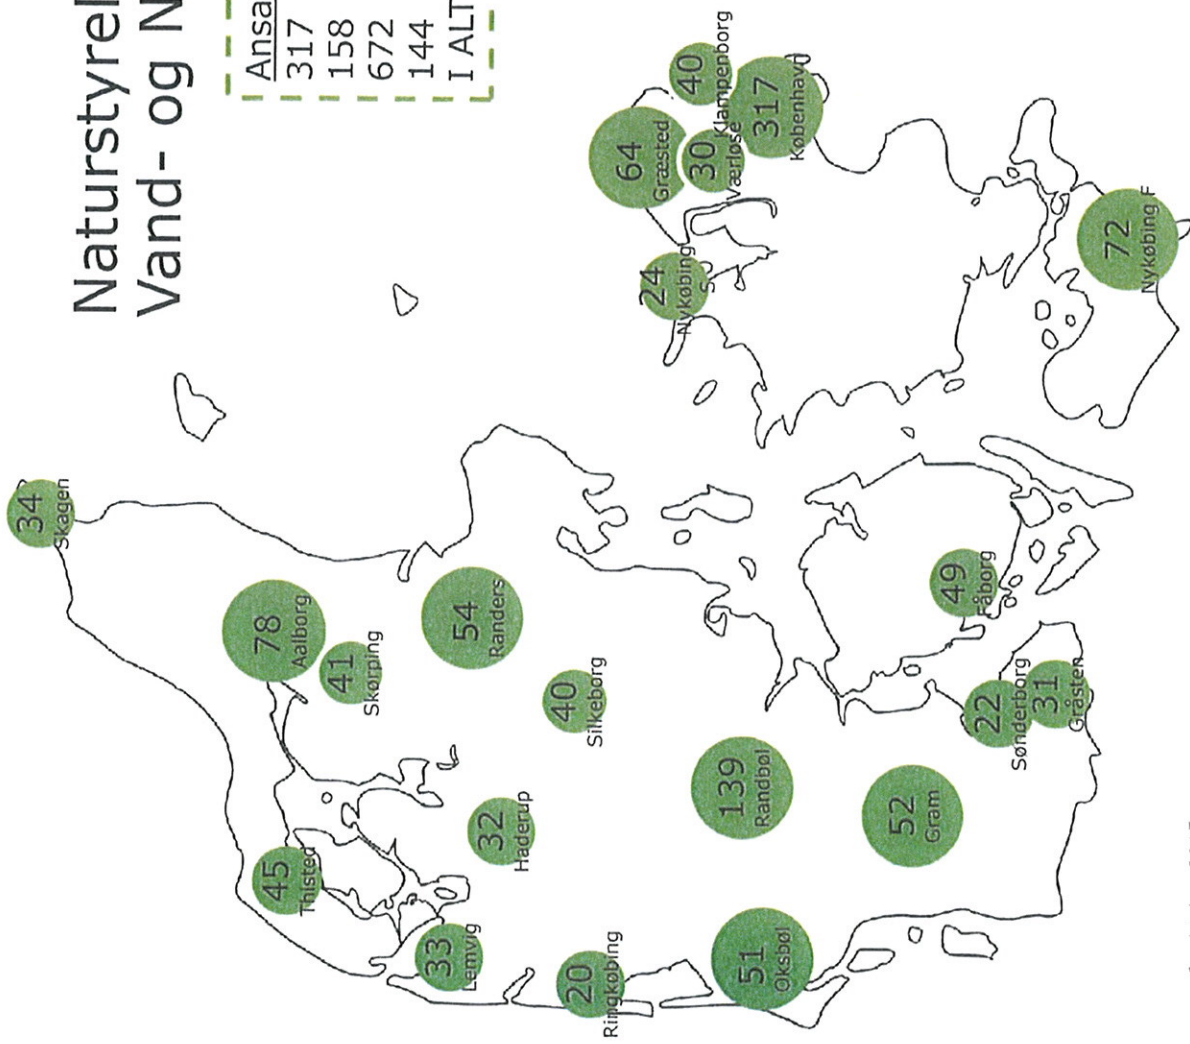 Naturstyrel
Vand- og N
Ansa
317
158
672
144
I ALT
34
Skagen
78
Aalborg
41
Skørping
45
Thisted
54
Randers
33
Lemvig
32
Haderup
40
Silkeborg
20
Ringkøbing
139
Randbøl
51
Oksbøl
52
Gram
49
Fåborg
22
Sønderborg
31
Gråsten
64
Græsted
40
Klampenborg
30
Værløse
317
København
24
Nykøbing
S
72
Nykøbing F